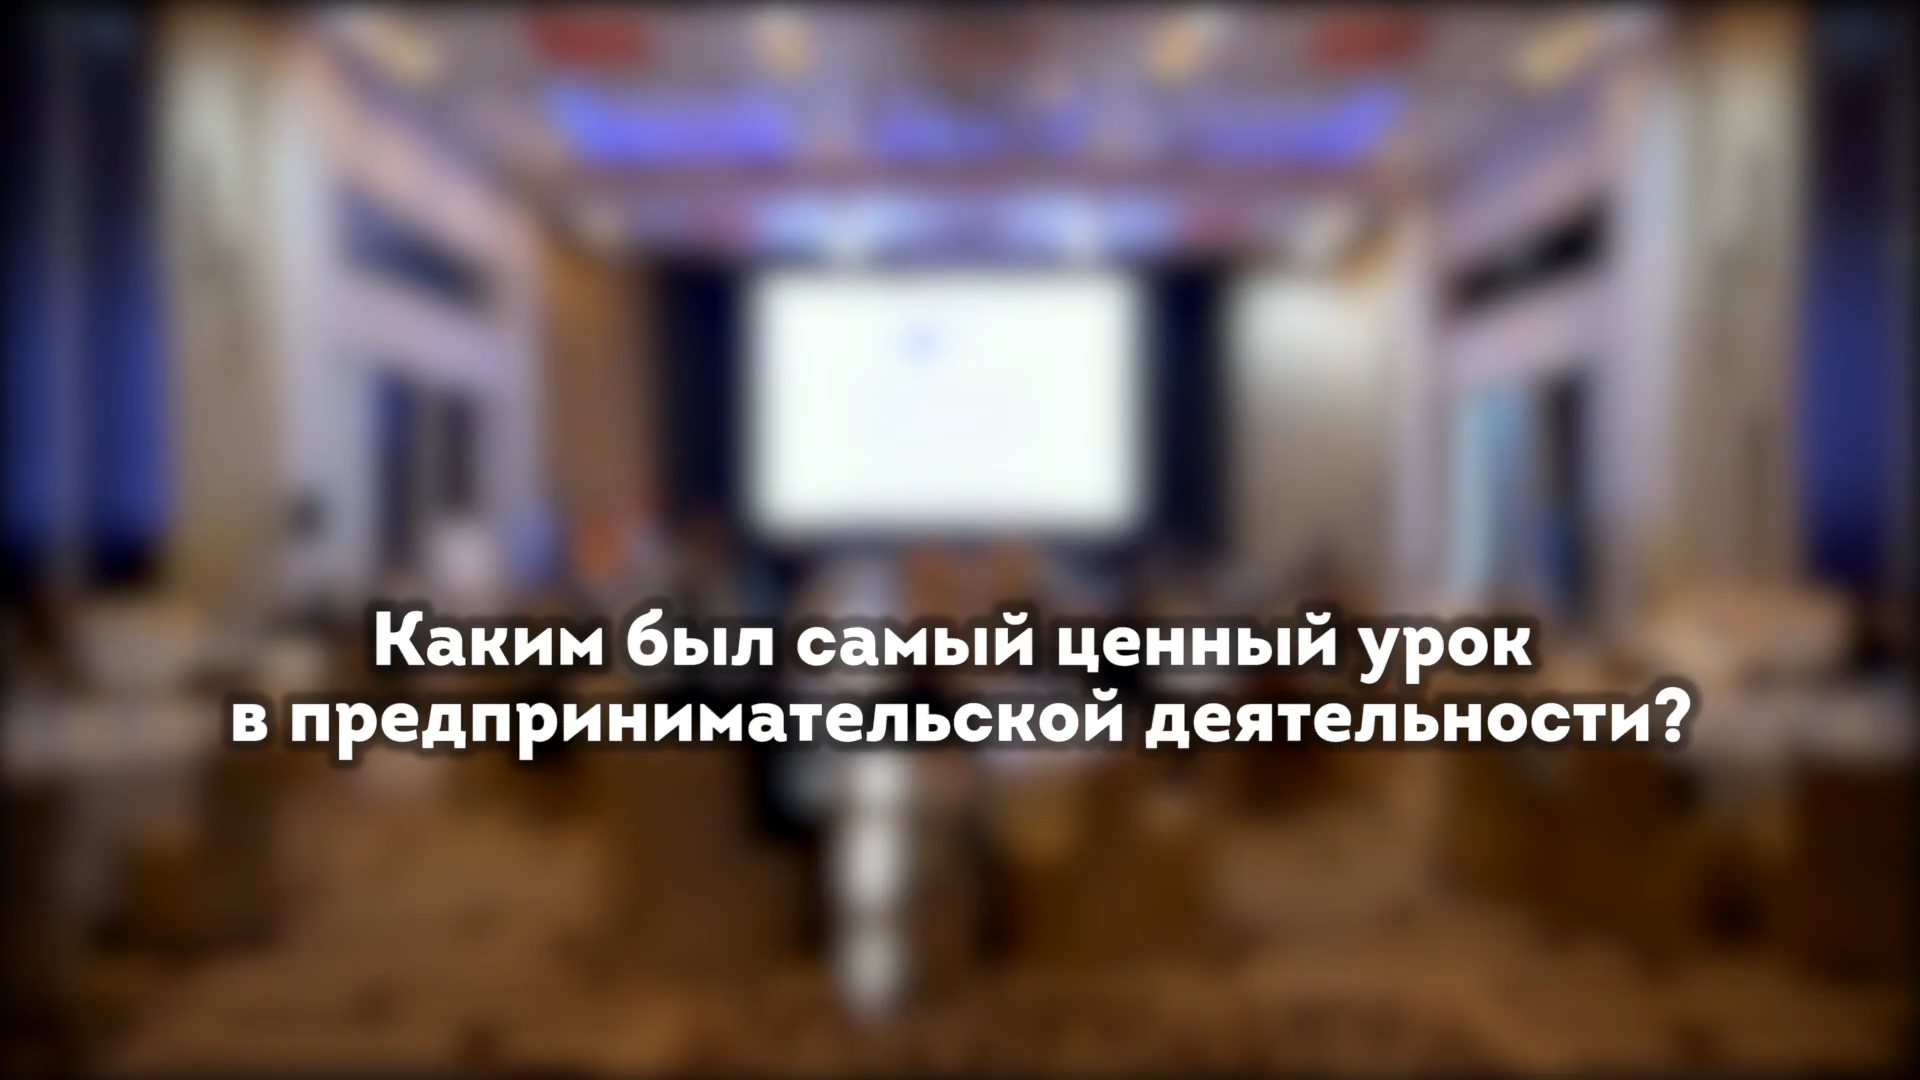 Каким был самый ценный урок
в предпринимательской деятельности?